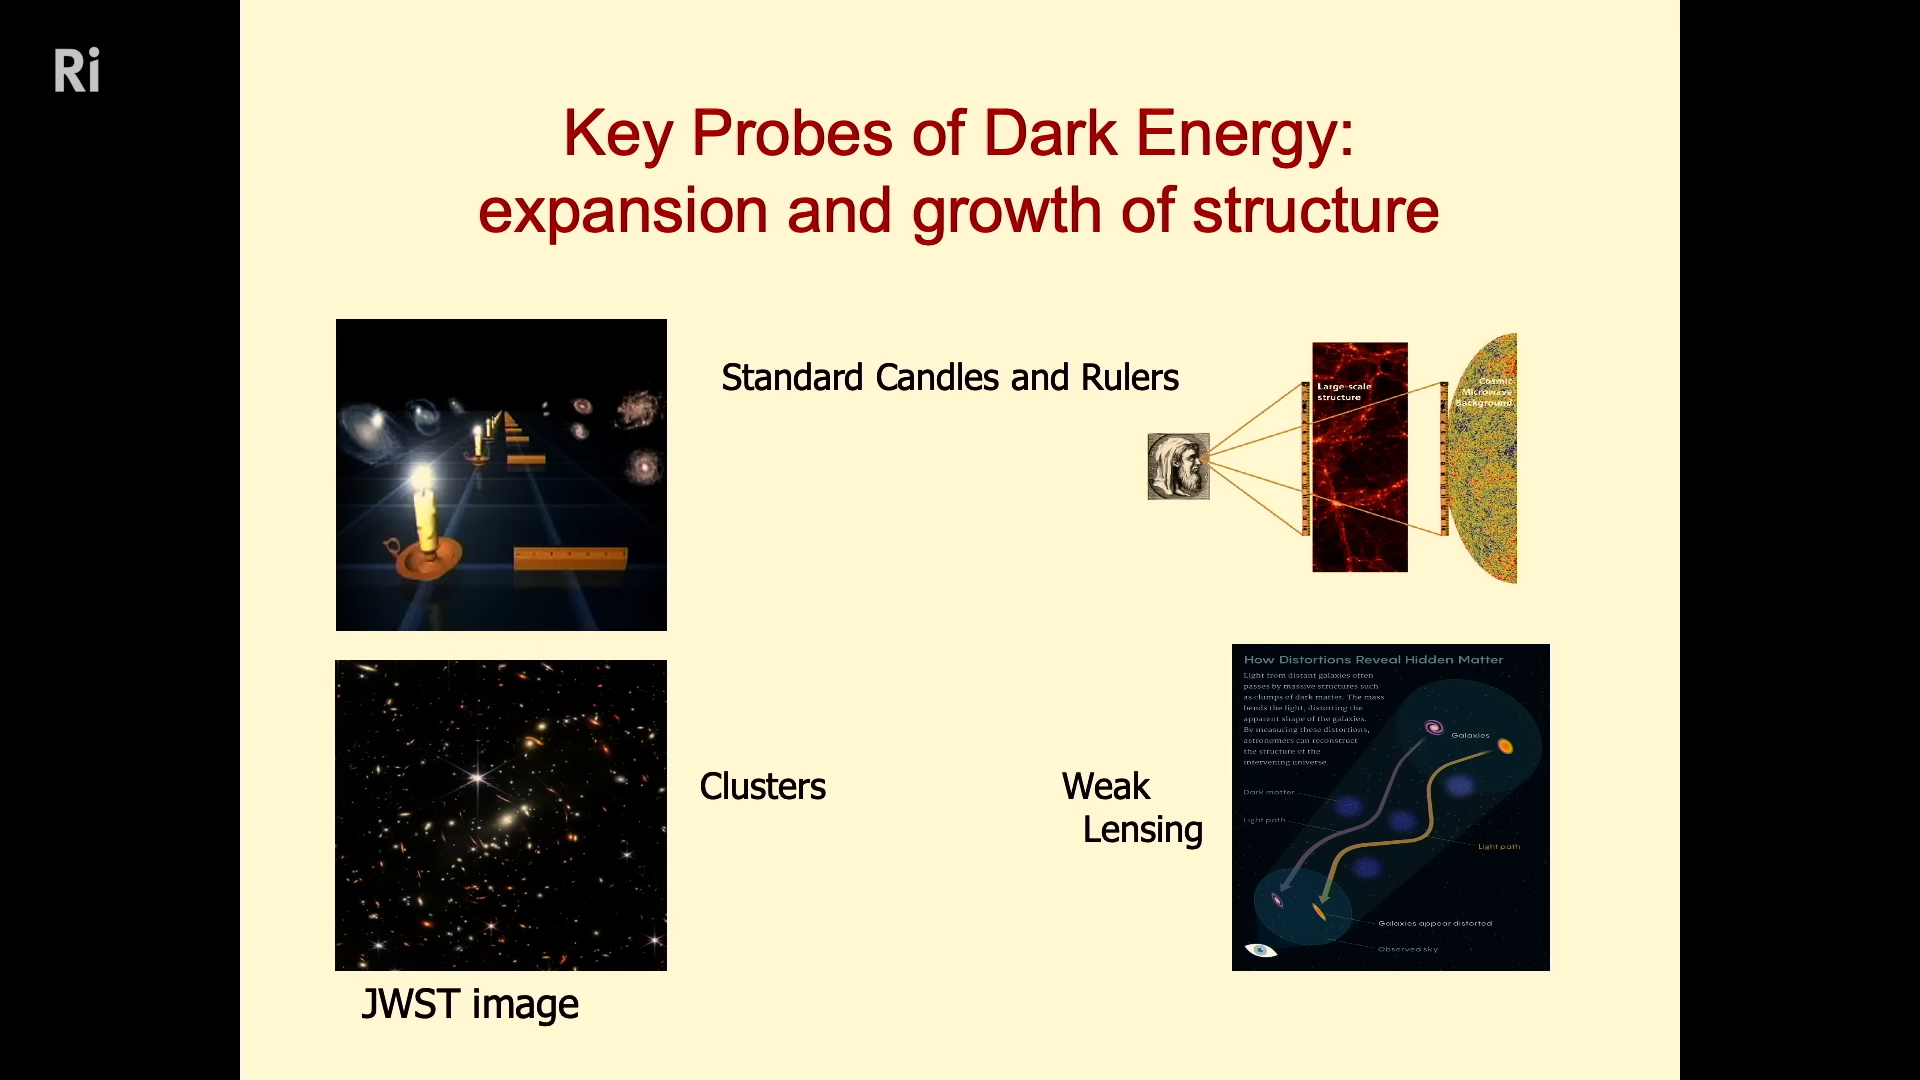 Ri
Key Probes of Dark Energy:
expansion and growth of structure
Standard Candles and Rulers
Large-scale
structure
Cosmic
Microwave
Background
Clusters
Weak
Lensing
JWST image
How Distortions Reveal Hidden Matter
Light from distant galaxies often
passes by massive structures such
as clumps of dark matter. The mass
bends the light, distorting the
apparent shape of the galaxies.
By measuring these distortions,
astronomers can reconstruct
the structure of the
intervening universe.
Galaxies
Dark matter
Light path
Light path
Galaxies appear distorted
Observed sky